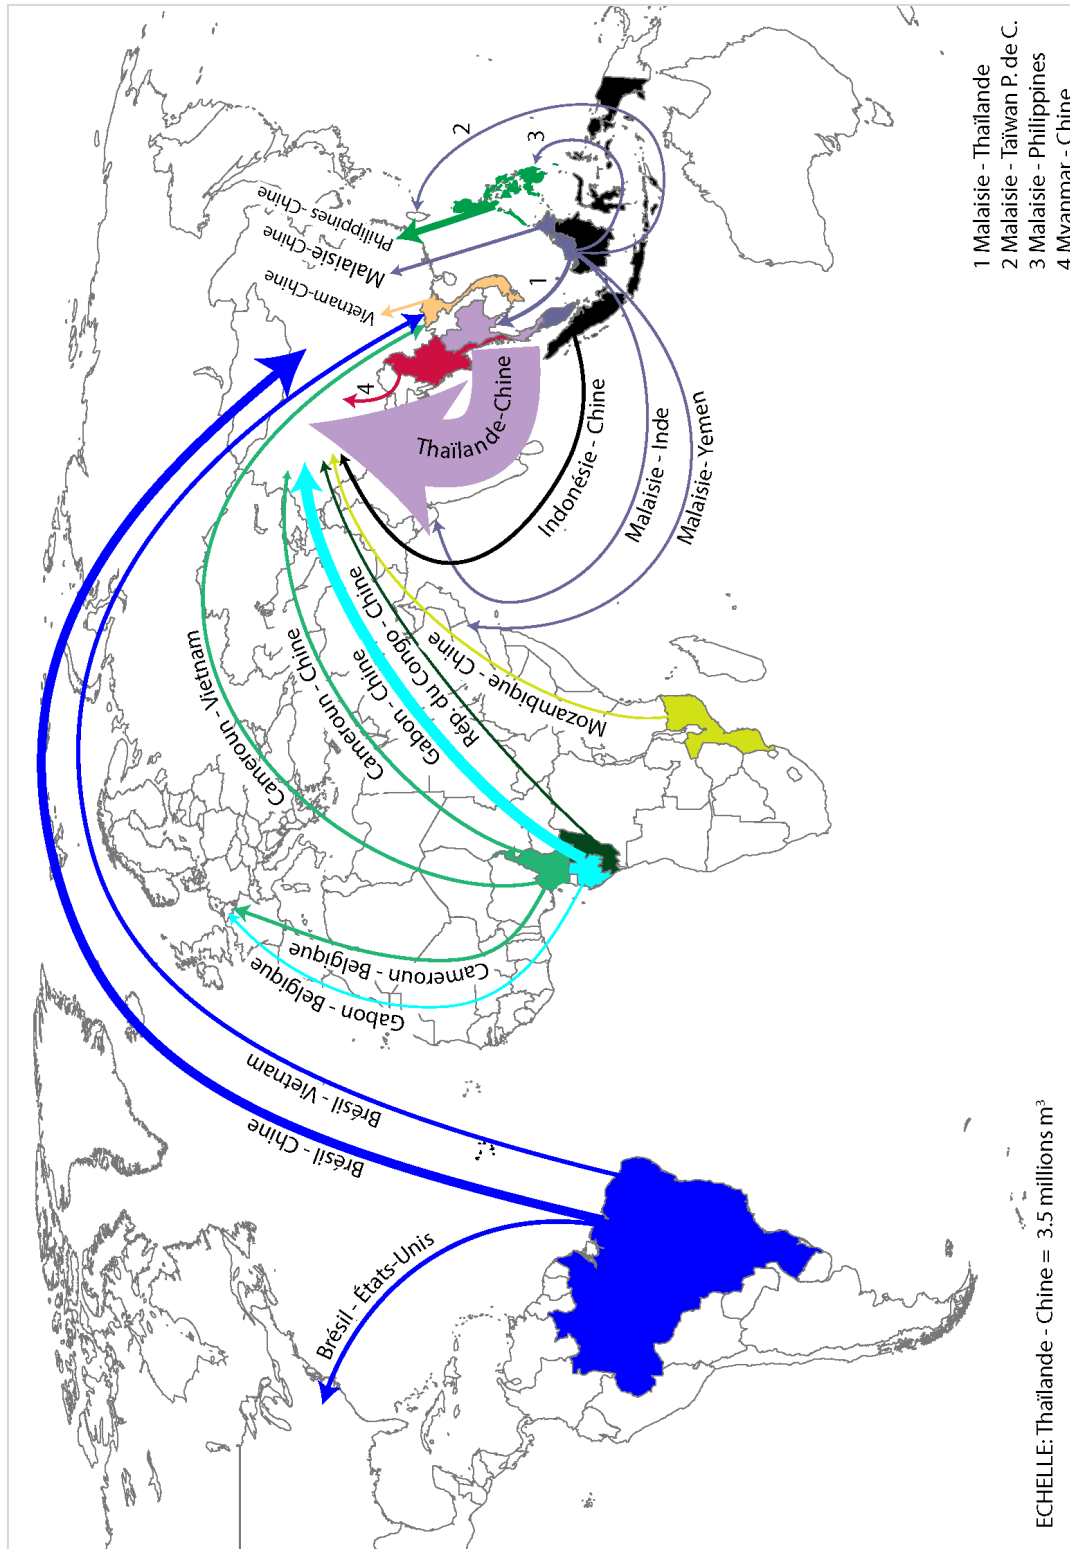 Brésil - États-Unis
Brésil - Chine
Brésil - Vietnam
Gabon - Belgique
Cameroun - Belgique
Cameroun - Vietnam
Cameroun - Chine
Gabon - Chine
Rép. du Congo - Chine
Mozambique - Chine
Thaïlande-Chine
Indonésie - Chine
Malaisie - Inde
Malaisie- Yemen
Vietnam-Chine
Malaisie-Chine
Philippines-Chine
1
2
3
4
1 Malaisie - Thaïlande
2 Malaisie - Taïwan P. de C.
3 Malaisie - Philippines
4 Myanmar - Chine
ECHELLE: Thaïlande - Chine = 3.5 millions m³